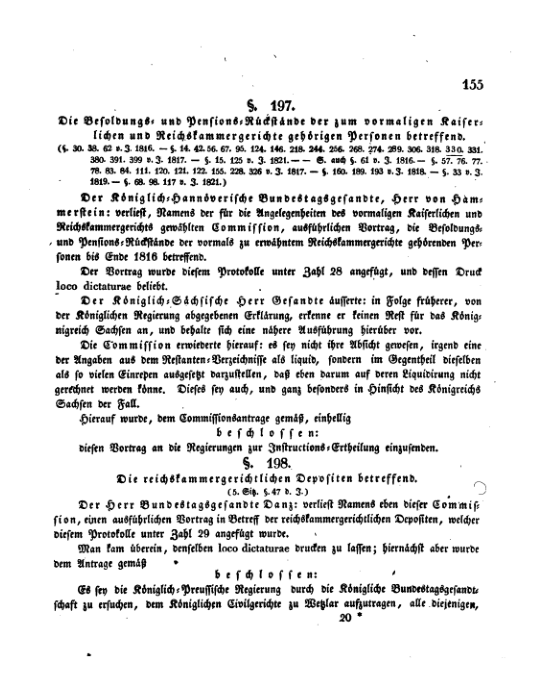 155
§. 197.
Die Besoldungs- und Pensions-Rückstände der zum vormaligen Kaiser-
lichen und Reichskammergerichte gehörigen Personen betreffend.
(§. 30. 38. 62 v. J. 1816. — §. 14. 42. 56. 67. 95. 124. 146. 218. 244. 256. 268. 274. 289. 306. 318. 330. 331.
380. 391. 399 v. J. 1817. — §. 15. 125 v. J. 1821. — — S. auch §. 61 v. J. 1816. — §. 57. 76. 77.
78. 83. 84. 111. 120. 121. 122. 155. 228. 326 v. J. 1817. — §. 160. 189. 193 v. J. 1818. — §. 33 v. J.
1819. — §. 68. 98. 117 v. J. 1821.)
Der Königlich-Hannöverische Bundestagsgesandte, Herr von Ham-
merstein: verliest, Namens der für die Angelegenheiten des vormaligen Kaiserlichen und
Reichskammergerichts gewählten Commission, ausführlichen Vortrag, die Besoldungs-
und Pensions-Rückstände der vormals zu erwähntem Reichskammergerichte gehörenden Per-
sonen bis Ende 1816 betreffend.
Der Vortrag wurde diesem Protokolle unter Zahl 28 angefügt, und dessen Druck
loco dictaturae beliebt.
Der Königlich-Sächsische Herr Gesandte äusserte: in Folge früherer, von
der Königlichen Regierung abgegebenen Erklärung, erkenne er keinen Rest für das König-
nigreich Sachsen an, und behalte sich eine nähere Ausführung hierüber vor.
Die Commission erwiederte hierauf: es sey nicht ihre Absicht gewesen, irgend eine
der Angaben aus dem Restanten-Verzeichnisse als liquid, sondern im Gegentheil dieselben
als so vielen Einreden ausgesetzt darzustellen, daß eben darum auf deren Liquidirung nicht
gerechnet werden könne. Dieses sey auch, und ganz besonders in Hinsicht des Königreichs
Sachsen der Fall.
Hierauf wurde, dem Commissionsantrage gemäß, einhellig
beschlossen:
diesen Vortrag an die Regierungen zur Instructions-Ertheilung einzusenden.
§. 198.
Die reichskammergerichtlichen Depositen betreffend.
(5. Sitz. §. 47 d. J.)
Der Herr Bundestagsgesandte Danz: verliest Namens eben dieser Commis-
sion, einen ausführlichen Vortrag in Betreff der reichskammergerichtlichen Depositen, welcher
diesem Protokolle unter Zahl 29 angefügt wurde.
Man kam überein, denselben loco dictaturae drucken zu lassen; hiernächst aber wurde
dem Antrage gemäß
beschlossen:
Es sey die Königlich-Preussische Regierung durch die Königliche Bundestagsgesandt-
schaft zu ersuchen, dem Königlichen Civilgerichte zu Wetzlar aufzutragen, alle diejenigen,
20 *